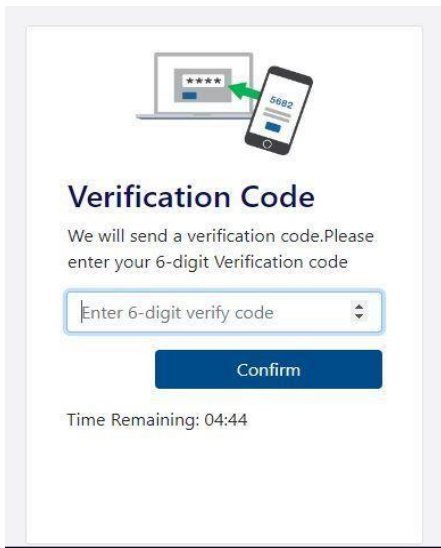 ****
5682
Verification Code
We will send a verification code.Please
enter your 6-digit Verification code
Enter 6-digit verify code
Confirm
Time Remaining: 04:44